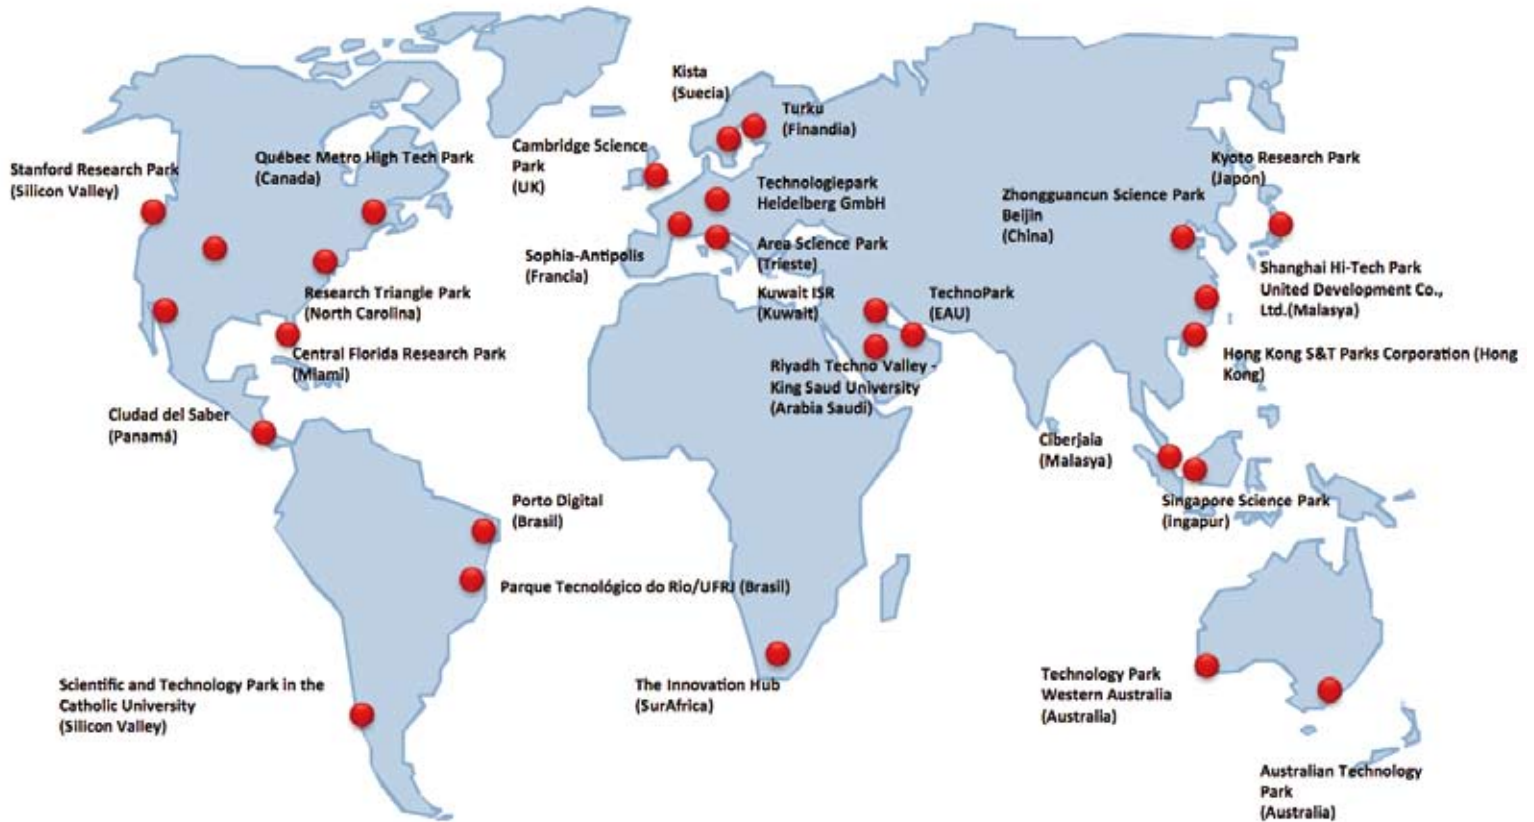 Kista
(Suecia)
Turku
(Finandia)
Cambridge Science
Park
(UK)
Stanford Research Park
(Silicon Valley)
Québec Metro High Tech Park
(Canada)
Kyoto Research Park
(Japon)
Technologiepark
Heidelberg GmbH
Zhongguancun Science Park
Beijin
(China)
Sophia-Antipolis
(Francia)
Area Science Park
(Trieste)
Shanghai Hi-Tech Park
United Development Co.,
Ltd.(Malasya)
Research Triangle Park
(North Carolina)
Kuwait ISR
(Kuwait)
TechnoPark
(EAU)
Central Florida Research Park
(Miami)
Riyadh Techno Valley -
King Saud University
(Arabia Saudi)
Hong Kong S&T Parks Corporation (Hong
Kong)
Ciudad del Saber
(Panamá)
Ciberjaia
(Malasya)
Porto Digital
(Brasil)
Singapore Science Park
(ingapur)
Parque Tecnológico do Rio/UFRJ (Brasil)
Scientific and Technology Park in the
Catholic University
(Silicon Valley)
The Innovation Hub
(SurAfrica)
Technology Park
Western Australia
(Australia)
Australian Technology
Park
(Australia)